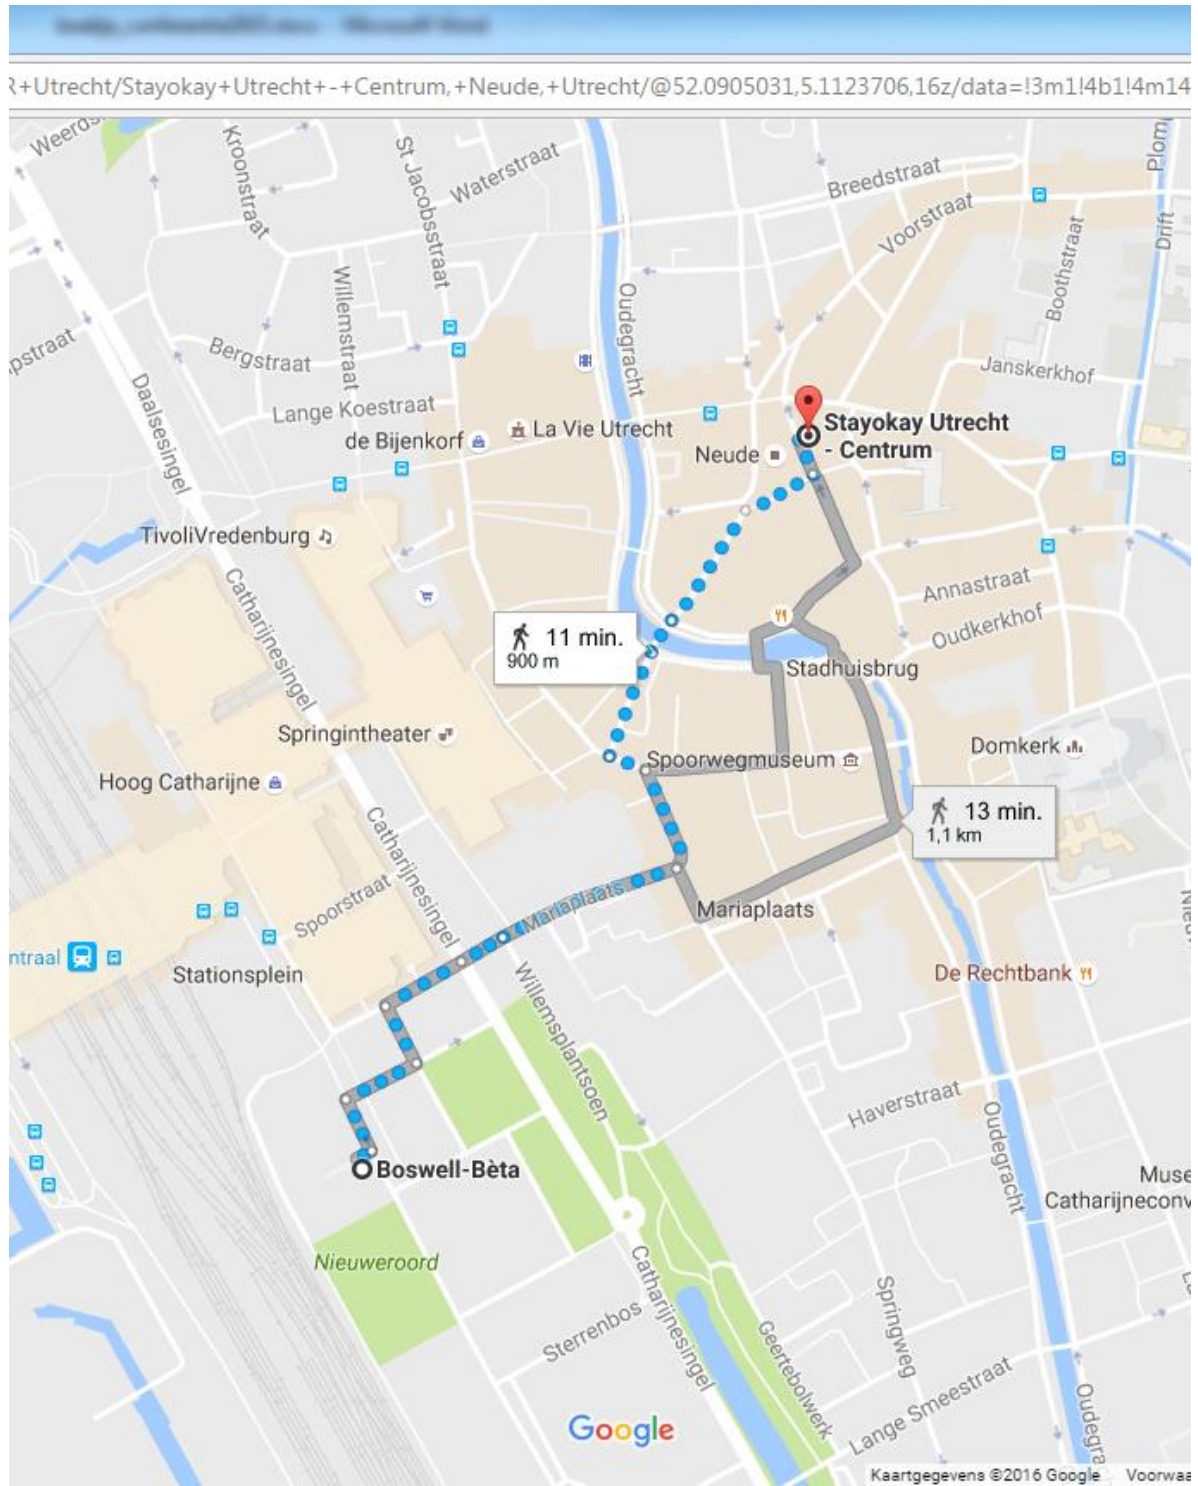 R+Utrecht/Stayokay+Utrecht+-+Centrum,+Neude,+Utrecht/@52.0905031,5.1123706,16z/data=!3m1!4b1!4m14
Kroonstraat
St Jacobsstraat
Waterstraat
Breedstraat
Voorstraat
Plom
Drift
Boothstraat
Willemstraat
Oudegracht
pstraat
Bergstraat
Janskerkhof
Daalsesingel
Lange Koestraat
de Bijenkorf
La Vie Utrecht
Neude
Stayokay Utrecht
- Centrum
TivoliVredenburg
Catharijnesingel
Annastraat
Oudkerkhof
11 min.
900 m
Stadhuisbrug
Springintheater
Spoorwegmuseum
Domkerk
Hoog Catharijne
13 min.
1,1 km
Catharijnesingel
Spoorstraat
Mariaplaats
Mariaplaats
ntraal
Stationsplein
Willemsplantsoen
De Rechtbank
Haverstraat
Oudegracht
Boswell-Bèta
Muse
Catharijneconv
Nieuweroord
Catharijnesingel
Sterrenbos
Springweg
Geertebolwerk
Lange Smeestraat
Oudegra
Google
Kaartgegevens ©2016 Google
Voorwaa